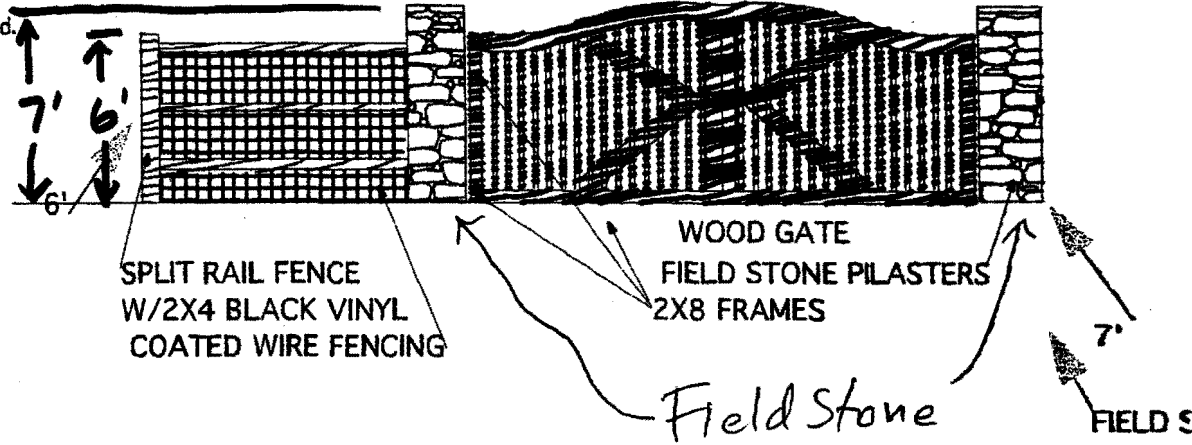 d.
7'
6'
6'
WOOD GATE
SPLIT RAIL FENCE
W/2X4 BLACK VINYL
COATED WIRE FENCING
FIELD STONE PILASTERS
2X8 FRAMES
7'
Field Stone
FIELD S